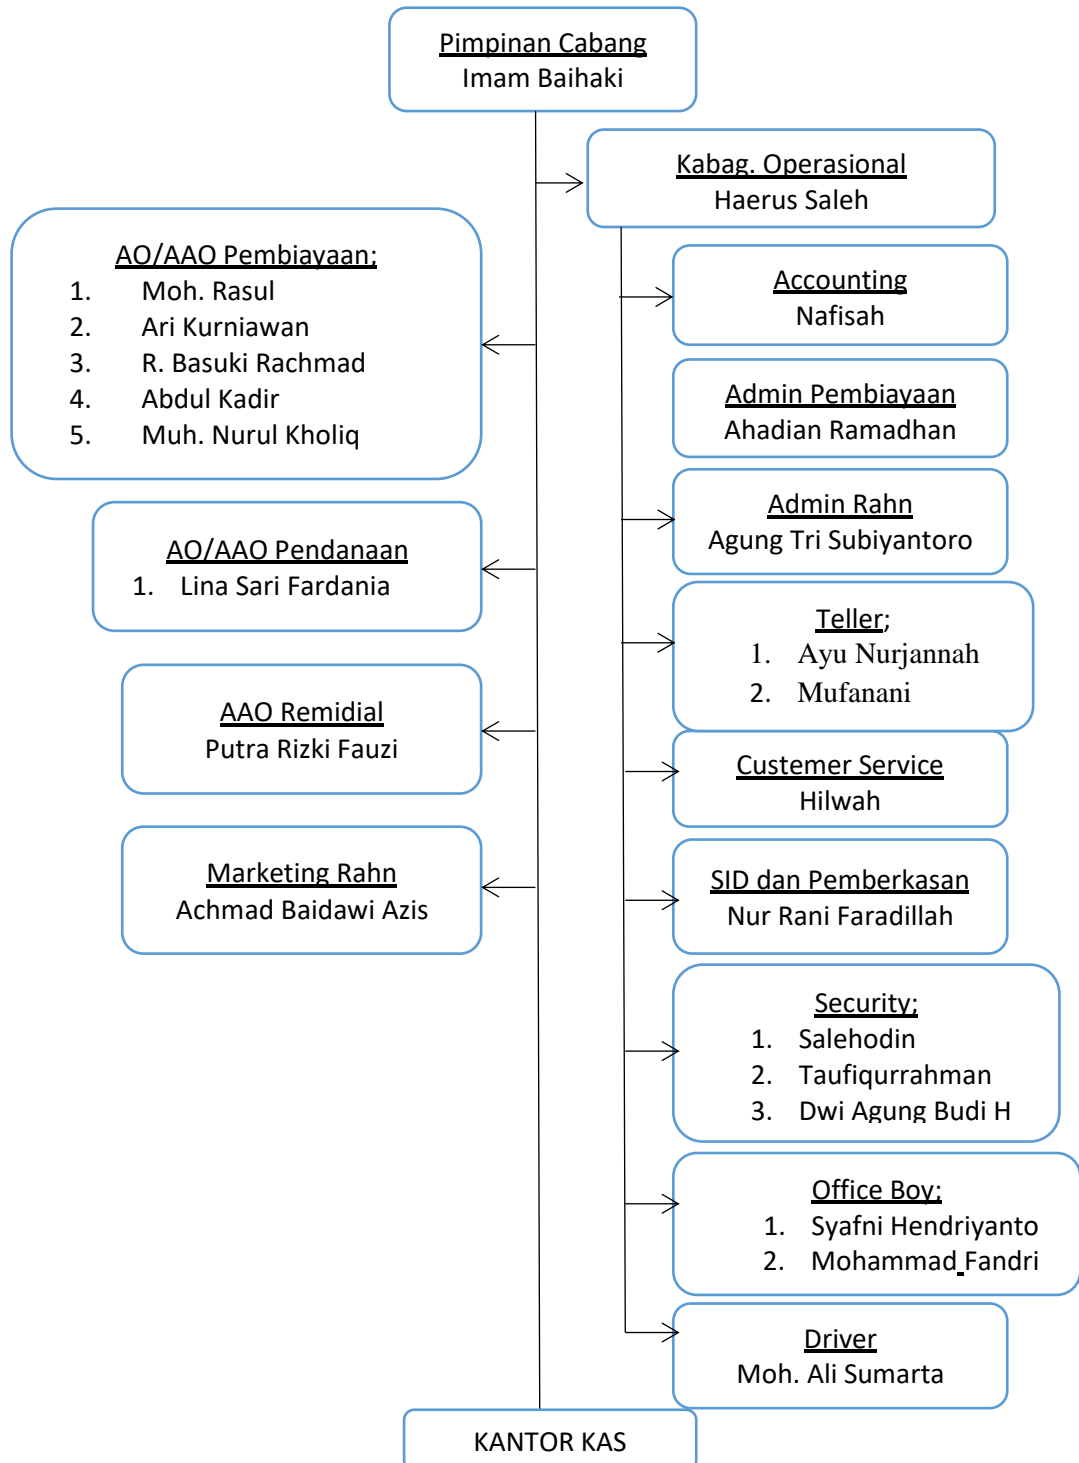 Pimpinan Cabang
Imam Baihaki
Kabag. Operasional
Haerus Saleh
AO/AAO Pembiayaan;
1. Moh. Rasul
2. Ari Kurniawan
3. R. Basuki Rachmad
4. Abdul Kadir
5. Muh. Nurul Kholiq
AO/AAO Pendanaan
1. Lina Sari Fardania
AAO Remidial
Putra Rizki Fauzi
Marketing Rahn
Achmad Baidawi Azis
Accounting
Nafisah
Admin Pembiayaan
Ahadian Ramadhan
Admin Rahn
Agung Tri Subiyantoro
Teller;
1. Ayu Nurjannah
2. Mufanani
Custemer Service
Hilwah
SID dan Pemberkasan
Nur Rani Faradillah
Security;
1. Salehodin
2. Taufiqurrahman
3. Dwi Agung Budi H
Office Boy;
1. Syafni Hendriyanto
2. Mohammad Fandri
Driver
Moh. Ali Sumarta
KANTOR KAS